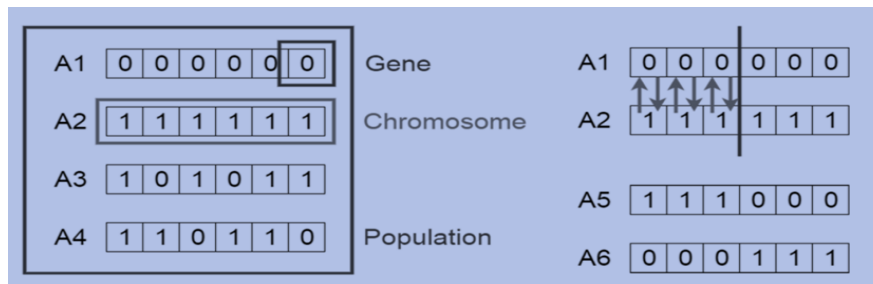 A1 0 0 0 0 0 0 Gene
A2 1 1 1 1 1 1 Chromosome
A3 1 0 1 0 1 1
A4 1 1 0 1 1 0 Population
A1 0 0 0 0 0 0
A2 1 1 1 1 1 1
A5 1 1 1 0 0 0
A6 0 0 0 1 1 1